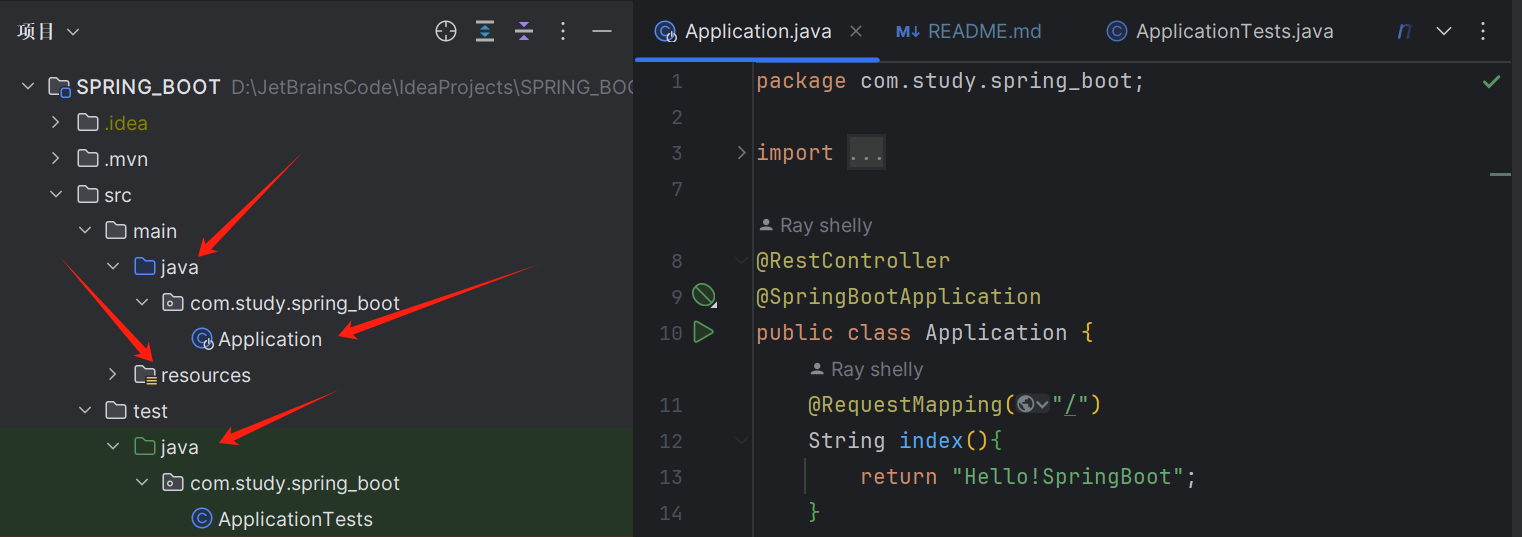 项目
SPRING_BOOT D:\JetBrainsCode\IdeaProjects\SPRING_BOO
.idea
.mvn
src
main
java
com.study.spring_boot
Application
resources
test
java
com.study.spring_boot
ApplicationTests
Application.java
M↓ README.md
ApplicationTests.java
1 package com.study.spring_boot;
2
3 import ...
7
Ray shelly
8 @RestController
9 @SpringBootApplication
10 public class Application {
Ray shelly
11 @RequestMapping("/")
12 String index(){
13 return "Hello!SpringBoot";
14 }